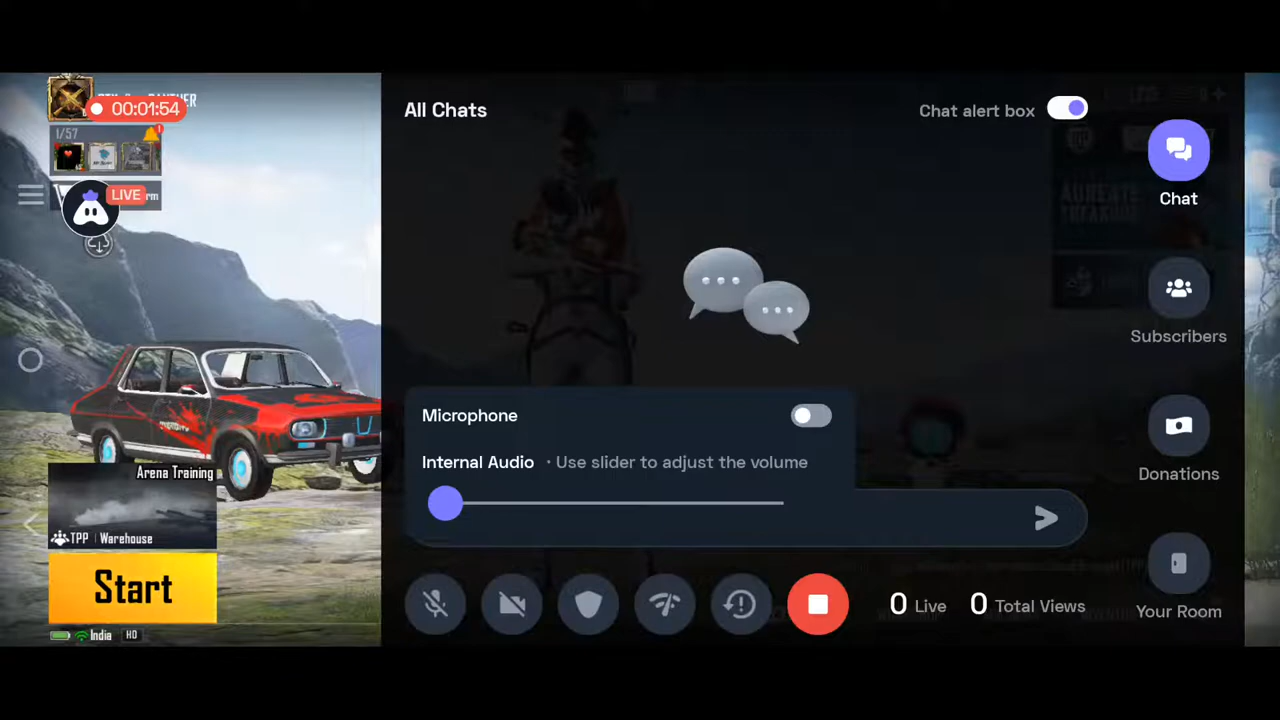 00:01:54
1/57
LIVE
Arena Training
TPP | Warehouse
Start
India
HD
All Chats
Chat alert box
Chat
Subscribers
Microphone
Internal Audio · Use slider to adjust the volume
Donations
0 Live 0 Total Views
Your Room